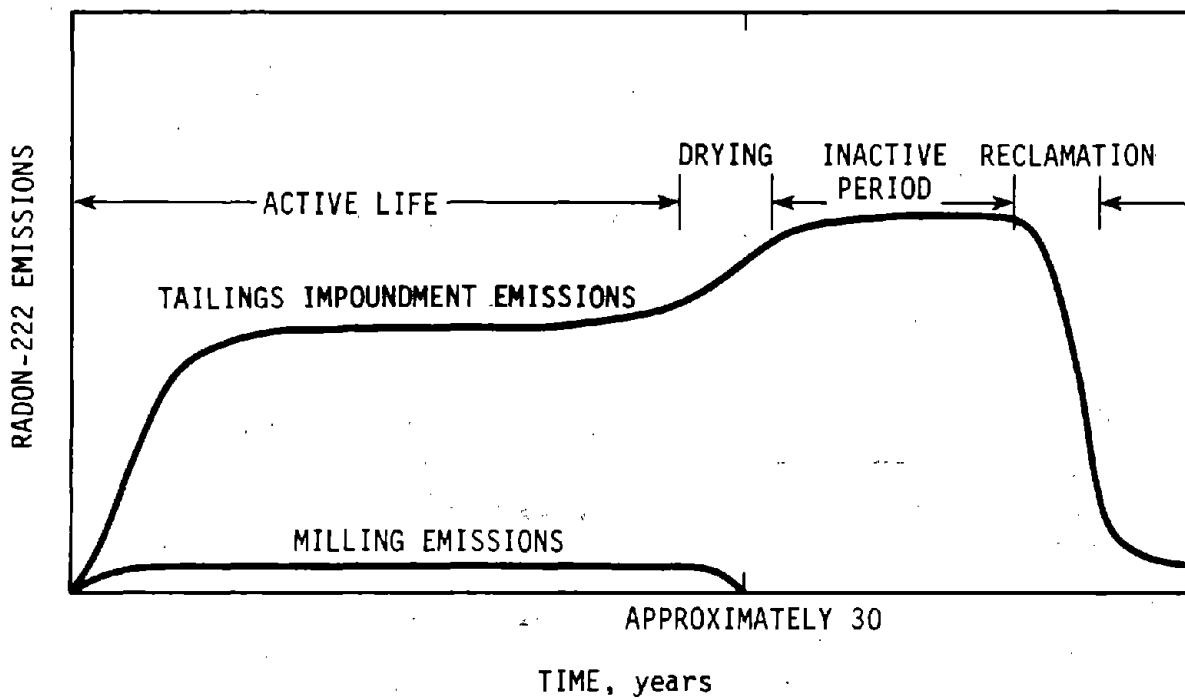 RADON-222 EMISSIONS
DRYING
INACTIVE
PERIOD
RECLAMATION
ACTIVE LIFE
TAILINGS IMPOUNDMENT EMISSIONS
MILLING EMISSIONS
APPROXIMATELY 30
TIME, years